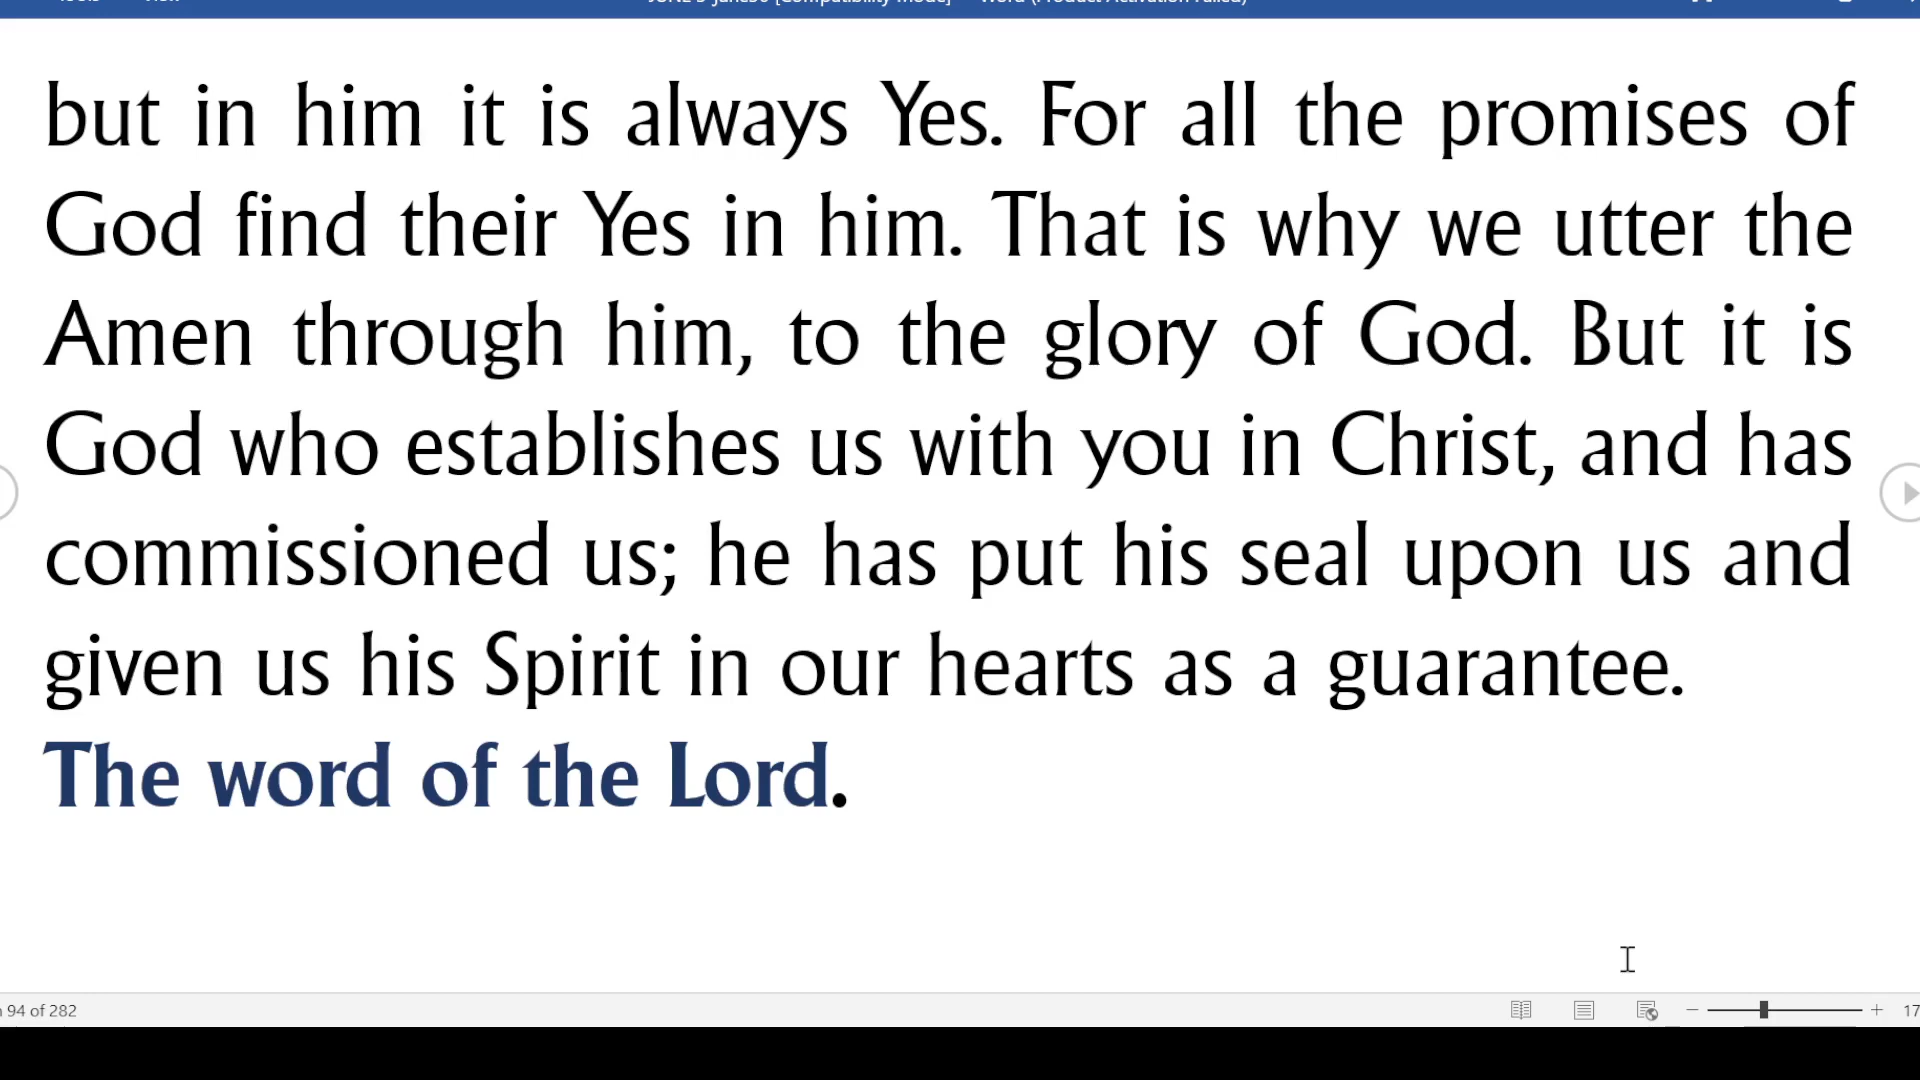 but in him it is always Yes. For all the promises of
God find their Yes in him. That is why we utter the
Amen through him, to the glory of God. But it is
God who establishes us with you in Christ, and has
commissioned us; he has put his seal upon us and
given us his Spirit in our hearts as a guarantee.
The word of the Lord.
94 of 282